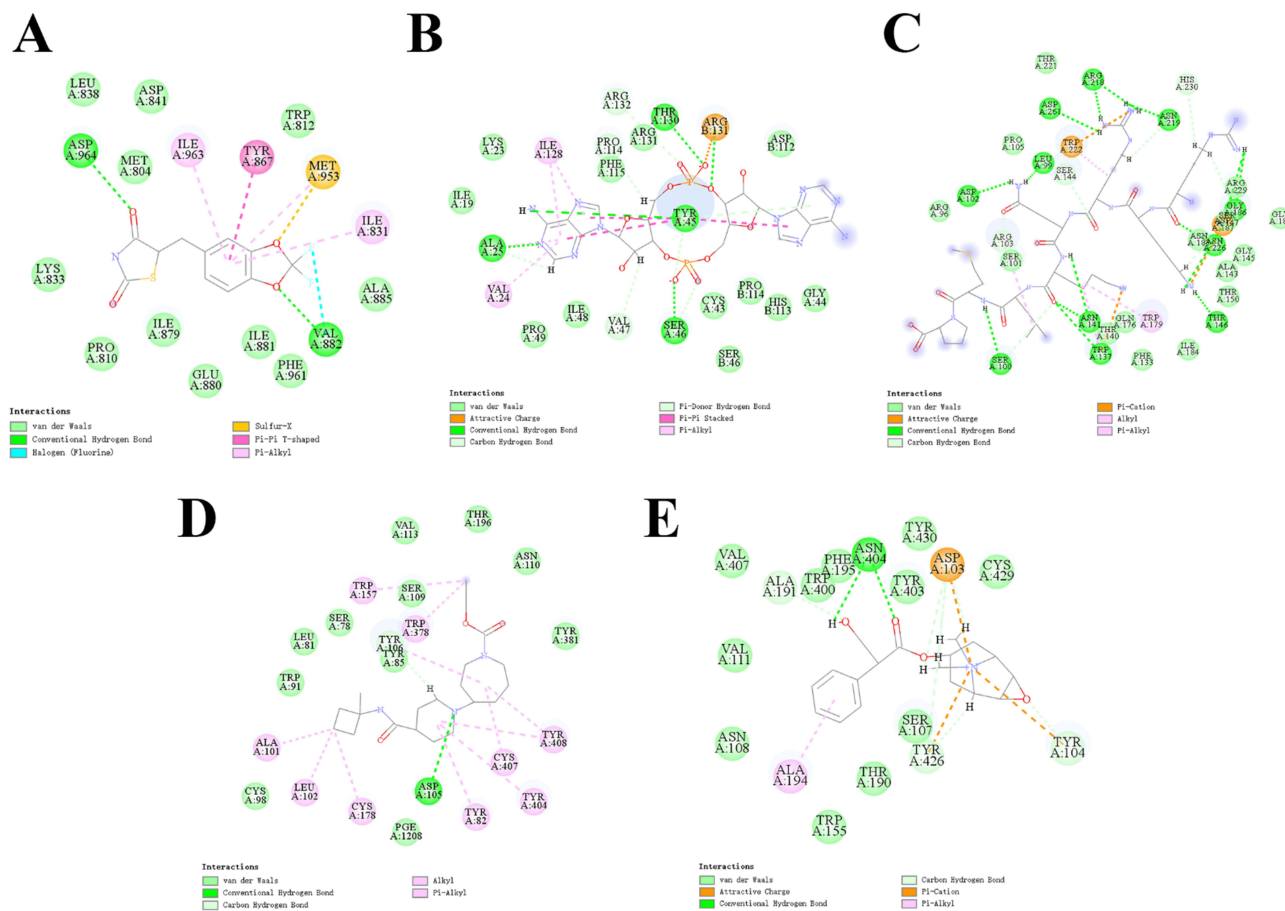 A
LEU
A:838
ASP
A:841
TRP
A:812
ASP
A:964
MET
A:804
ILE
A:963
TYR
A:867
MET
A:953
ILE
A:831
LYS
A:833
ALA
A:885
ILE
A:879
ILE
A:881
VAL
A:882
PRO
A:810
GLU
A:880
PHE
A:961
O
NH
O
S
O
O
Interactions
van der Waals
Conventional Hydrogen Bond
Halogen (Fluorine)
Sulfur-X
Pi-Pi T-shaped
Pi-Alkyl
B
ARG
A:132
THR
A:130
ARG
B:131
LYS
A:23
ILE
A:128
PRO
A:114
ARG
A:131
ASP
B:112
PHE
A:115
ILE
A:19
TYR
A:45
ALA
A:25
VAL
A:24
PRO
A:49
ILE
A:48
VAL
A:47
SER
A:46
CYS
A:43
PRO
B:114
HIS
B:113
GLY
A:44
SER
B:46
H
H
Interactions
van der Waals
Attractive Charge
Conventional Hydrogen Bond
Carbon Hydrogen Bond
Pi-Donor Hydrogen Bond
Pi-Pi Stacked
Pi-Alkyl
C
THR
A:221
ARG
A:218
HIS
A:230
ASP
A:261
ASN
A:219
PRO
A:105
TRP
A:222
LEU
A:99
SER
A:144
ASP
A:102
ARG
A:229
ARG
A:96
GLY
A:186
ARG
A:103
SER
A:101
ASN
A:226
GLY
A:145
ALA
A:143
THR
A:150
ASN
A:141
THR
A:140
GLN
A:176
TRP
A:179
THR
A:146
SER
A:100
TRP
A:137
PHE
A:133
ILE
A:184
Interactions
van der Waals
Attractive Charge
Conventional Hydrogen Bond
Carbon Hydrogen Bond
Pi-Cation
Alkyl
Pi-Alkyl
D
VAL
A:113
THR
A:196
ASN
A:110
TRP
A:157
SER
A:109
SER
A:78
TRP
A:378
LEU
A:81
TYR
A:106
TYR
A:85
TYR
A:381
TRP
A:91
ALA
A:101
TYR
A:408
CYS
A:407
CYS
A:98
LEU
A:102
CYS
A:178
ASP
A:105
TYR
A:82
TYR
A:404
PGE
A:1208
Interactions
van der Waals
Conventional Hydrogen Bond
Carbon Hydrogen Bond
Alkyl
Pi-Alkyl
E
TYR
A:430
VAL
A:407
PHE
A:195
ASN
A:404
ASP
A:103
CYS
A:429
ALA
A:191
TRP
A:400
TYR
A:403
VAL
A:111
SER
A:107
ASN
A:108
TYR
A:426
TYR
A:104
ALA
A:194
THR
A:190
TRP
A:155
Interactions
van der Waals
Attractive Charge
Conventional Hydrogen Bond
Carbon Hydrogen Bond
Pi-Cation
Pi-Alkyl